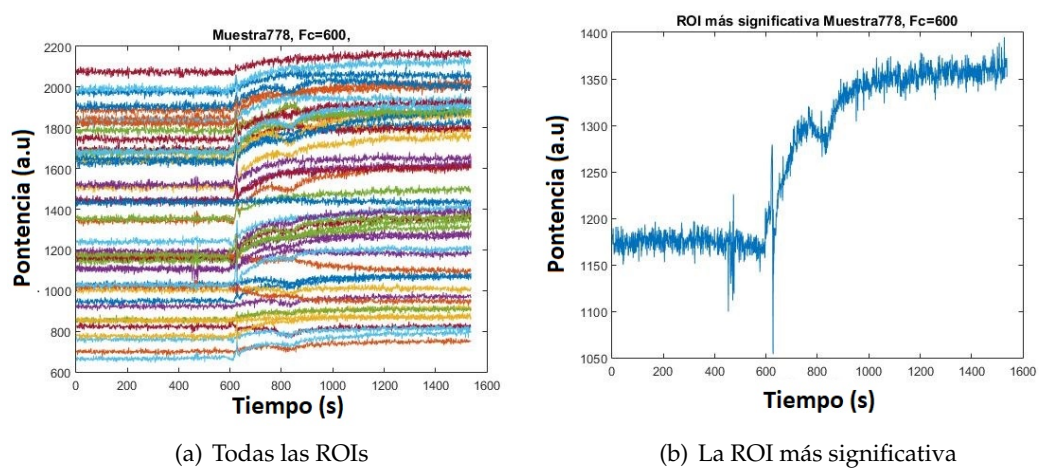 Muestra778, Fc=600,
Pontencia (a.u)
2200
2000
1800
1600
1400
1200
1000
800
600
0 200 400 600 800 1000 1200 1400 1600
Tiempo (s)
(a) Todas las ROIs
ROI más significativa Muestra778, Fc=600
Potencia (a.u)
1400
1350
1300
1250
1200
1150
1100
1050
0 200 400 600 800 1000 1200 1400 1600
Tiempo (s)
(b) La ROI más significativa